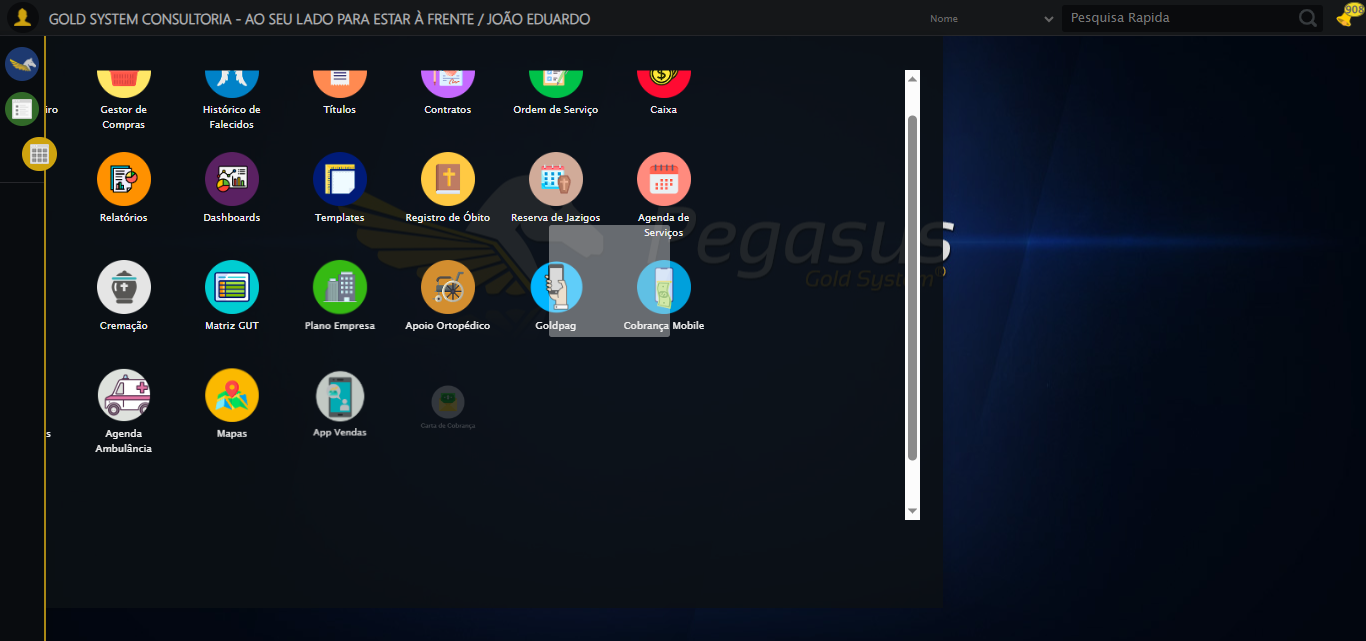 GOLD SYSTEM CONSULTORIA - AO SEU LADO PARA ESTAR À FRENTE / JOÃO EDUARDO
Nome
Pesquisa Rapida
908
iro
Gestor de
Compras
Histórico de
Falecidos
Títulos
Contratos
Ordem de Serviço
Caixa
Relatórios
Dashboards
Templates
Registro de Óbito
Reserva de Jazigos
Agenda de
Serviços
Pegasus
Gold System
Cremação
Matriz GUT
Plano Empresa
Apoio Ortopédico
Goldpag
Cobrança Mobile
s
Agenda
Ambulância
Mapas
App Vendas
Carta de Cobrança